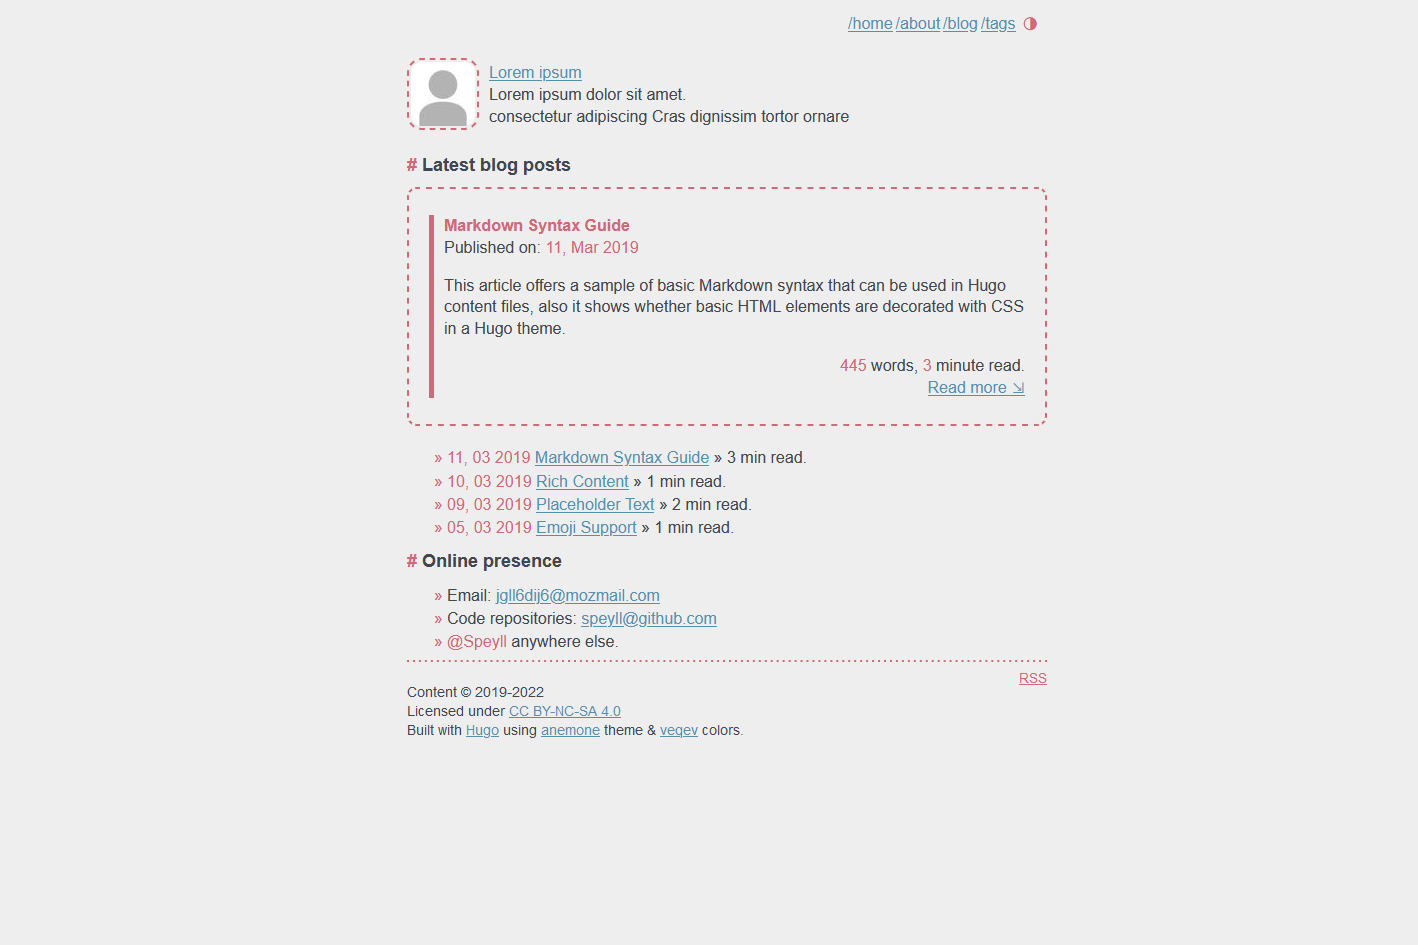 /home /about /blog /tags
Lorem ipsum
Lorem ipsum dolor sit amet.
consectetur adipiscing Cras dignissim tortor ornare
# Latest blog posts
Markdown Syntax Guide
Published on: 11, Mar 2019
This article offers a sample of basic Markdown syntax that can be used in Hugo
content files, also it shows whether basic HTML elements are decorated with CSS
in a Hugo theme.
445 words, 3 minute read.
Read more ⇲
» 11, 03 2019 Markdown Syntax Guide » 3 min read.
» 10, 03 2019 Rich Content » 1 min read.
» 09, 03 2019 Placeholder Text » 2 min read.
» 05, 03 2019 Emoji Support » 1 min read.
# Online presence
» Email: jgll6dij6@mozmail.com
» Code repositories: speyll@github.com
» @Speyll anywhere else.
RSS
Content © 2019-2022
Licensed under CC BY-NC-SA 4.0
Built with Hugo using anemone theme & veqev colors.